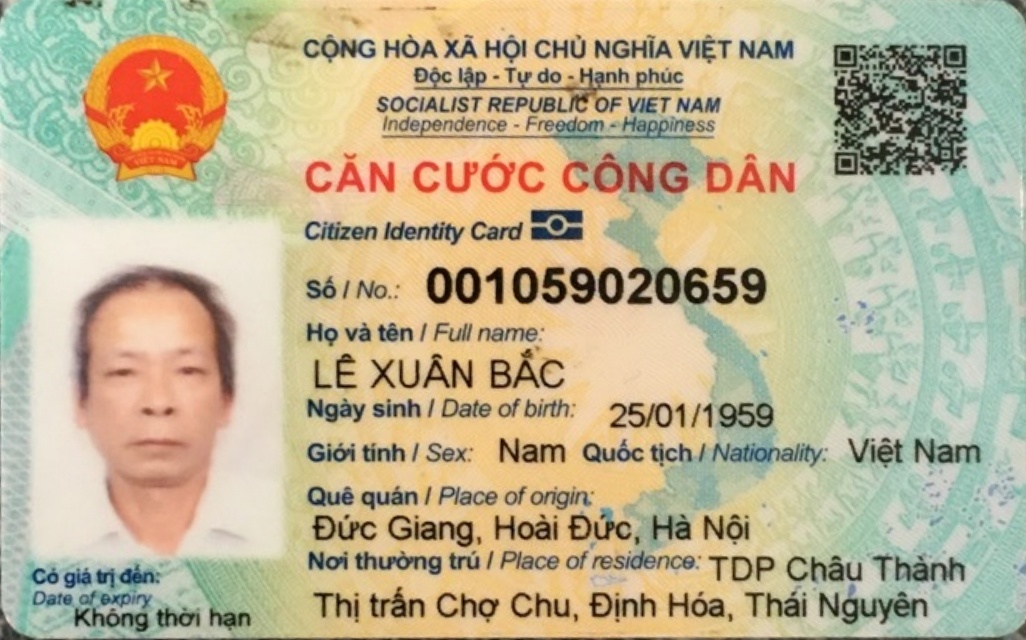 CỘNG HÒA XÃ HỘI CHỦ NGHĨA VIỆT NAM
Độc lập - Tự do - Hạnh phúc
SOCIALIST REPUBLIC OF VIET NAM
Independence - Freedom - Happiness
CĂN CƯỚC CÔNG DÂN
Citizen Identity Card
Số / No.: 001059020659
Họ và tên / Full name:
LÊ XUÂN BẮC
Ngày sinh / Date of birth: 25/01/1959
Giới tính / Sex: Nam Quốc tịch / Nationality: Việt Nam
Quê quán / Place of origin:
Đức Giang, Hoài Đức, Hà Nội
Nơi thường trú / Place of residence: TDP Châu Thành
Thị trấn Chợ Chu, Định Hóa, Thái Nguyên
Có giá trị đến:
Date of expiry
Không thời hạn
VIỆT NAM